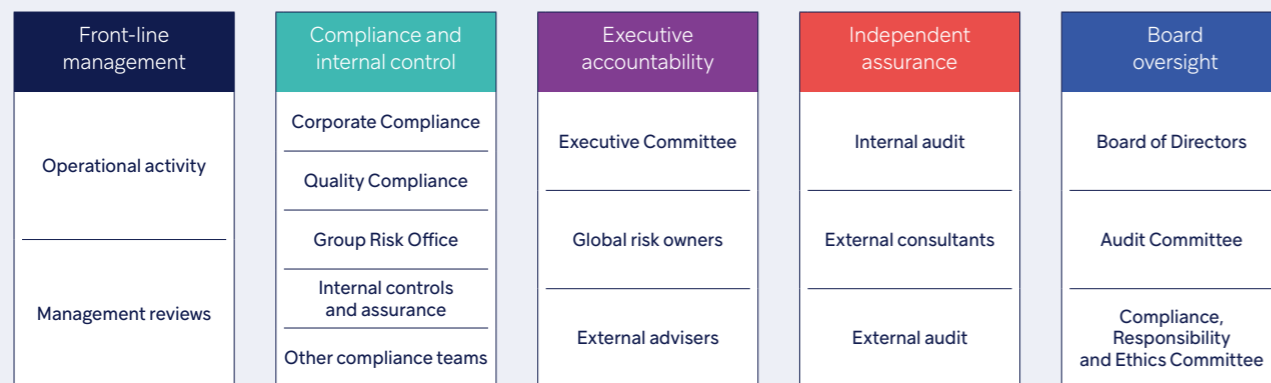 Front-line
management
Operational activity
Management reviews
Compliance and
internal control
Corporate Compliance
Quality Compliance
Group Risk Office
Internal controls
and assurance
Other compliance teams
Executive
accountability
Executive Committee
Global risk owners
External advisers
Independent
assurance
Internal audit
External consultants
External audit
Board
oversight
Board of Directors
Audit Committee
Compliance,
Responsibility
and Ethics Committee